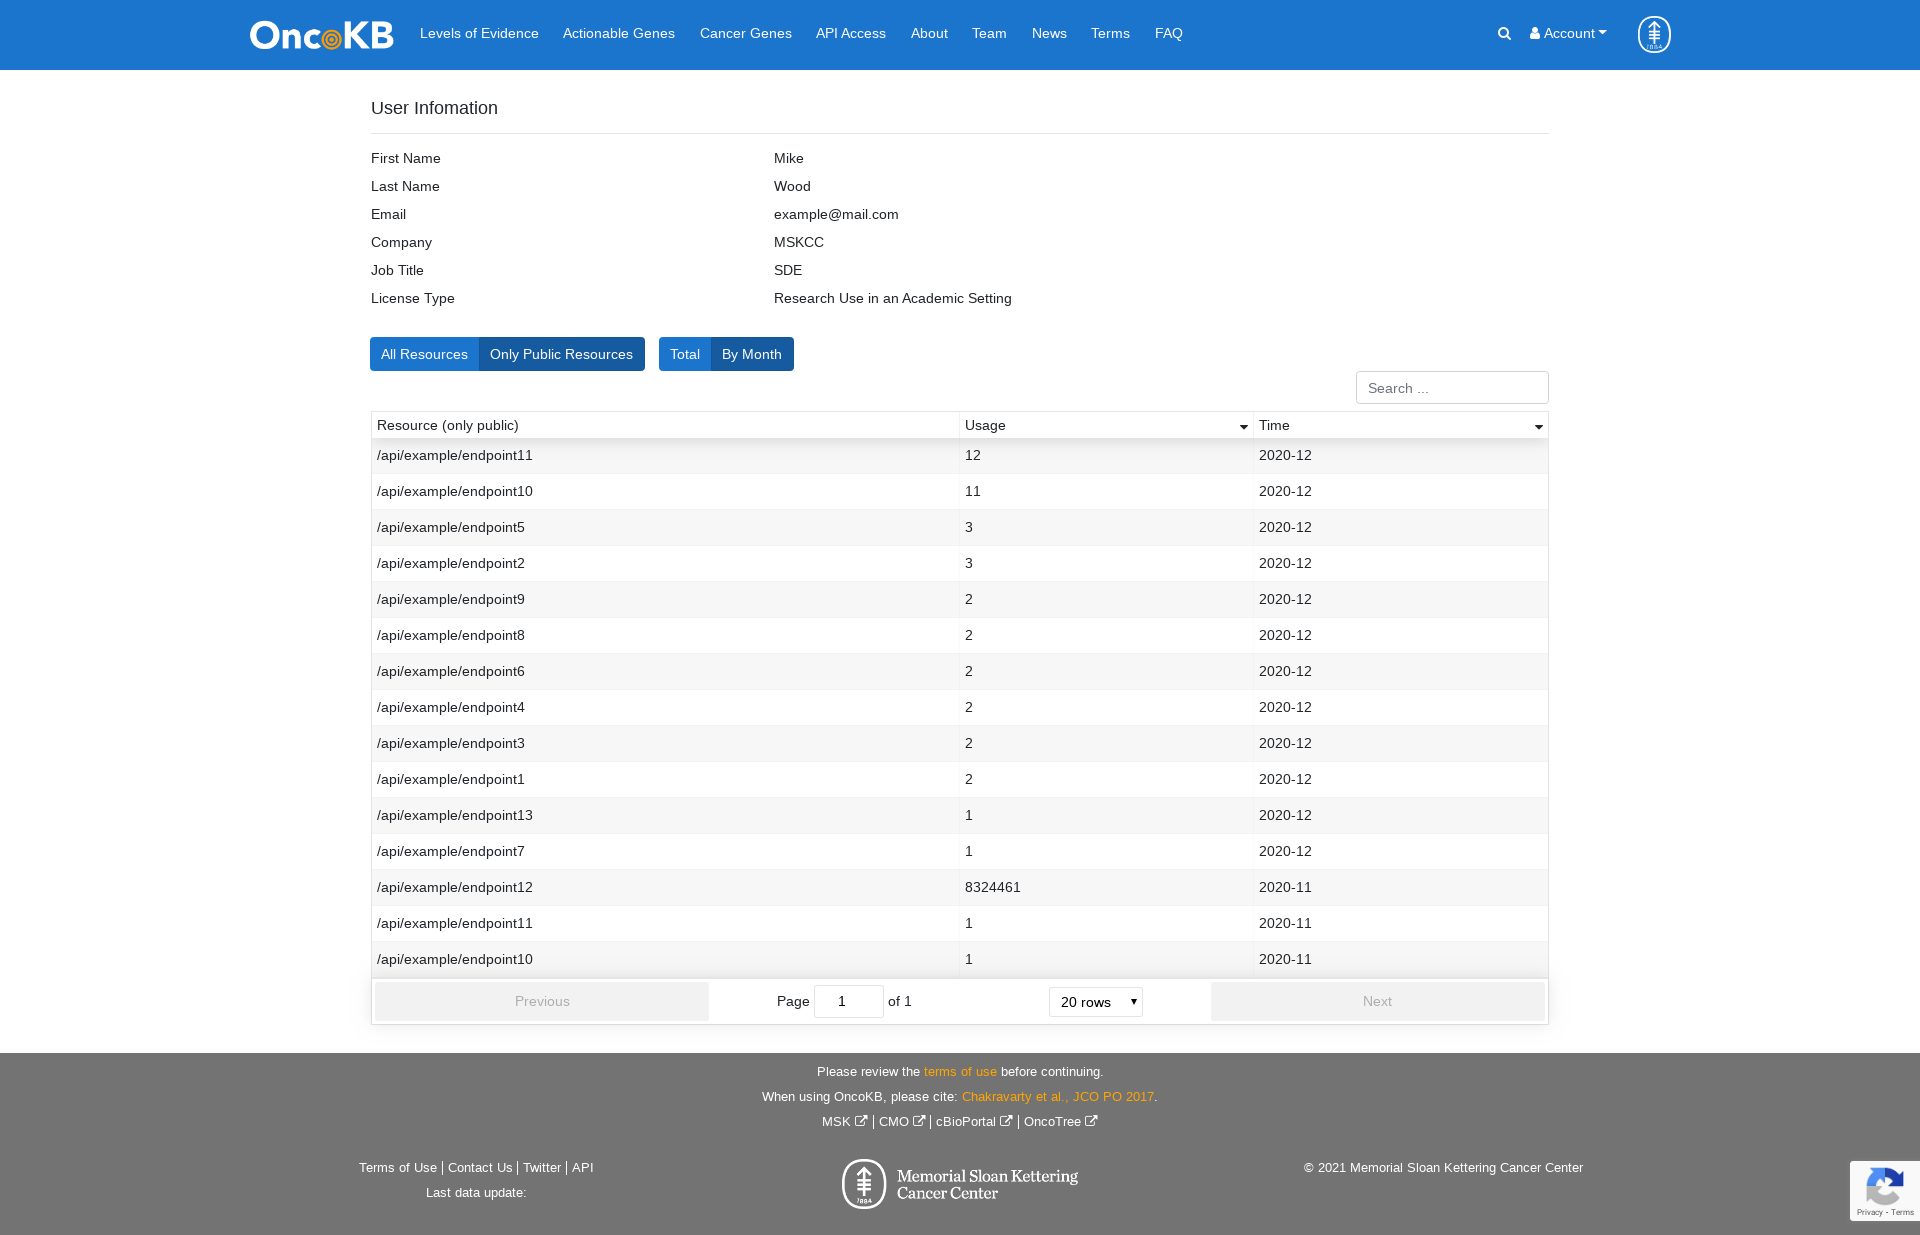 OncoKB Levels of Evidence Actionable Genes Cancer Genes API Access About Team News Terms FAQ Account
User Infomation
First Name Mike
Last Name Wood
Email example@mail.com
Company MSKCC
Job Title SDE
License Type Research Use in an Academic Setting
All Resources Only Public Resources Total By Month
Search ...
Resource (only public) Usage Time
/api/example/endpoint11 12 2020-12
/api/example/endpoint10 11 2020-12
/api/example/endpoint5 3 2020-12
/api/example/endpoint2 3 2020-12
/api/example/endpoint9 2 2020-12
/api/example/endpoint8 2 2020-12
/api/example/endpoint6 2 2020-12
/api/example/endpoint4 2 2020-12
/api/example/endpoint3 2 2020-12
/api/example/endpoint1 2 2020-12
/api/example/endpoint13 1 2020-12
/api/example/endpoint7 1 2020-12
/api/example/endpoint12 8324461 2020-11
/api/example/endpoint11 1 2020-11
/api/example/endpoint10 1 2020-11
Previous Page 1 of 1 20 rows Next
Please review the terms of use before continuing.
When using OncoKB, please cite: Chakravarty et al., JCO PO 2017.
MSK | CMO | cBioPortal | OncoTree
Terms of Use | Contact Us | Twitter | API
Last data update:
1884
Memorial Sloan Kettering
Cancer Center
© 2021 Memorial Sloan Kettering Cancer Center
Privacy - Terms